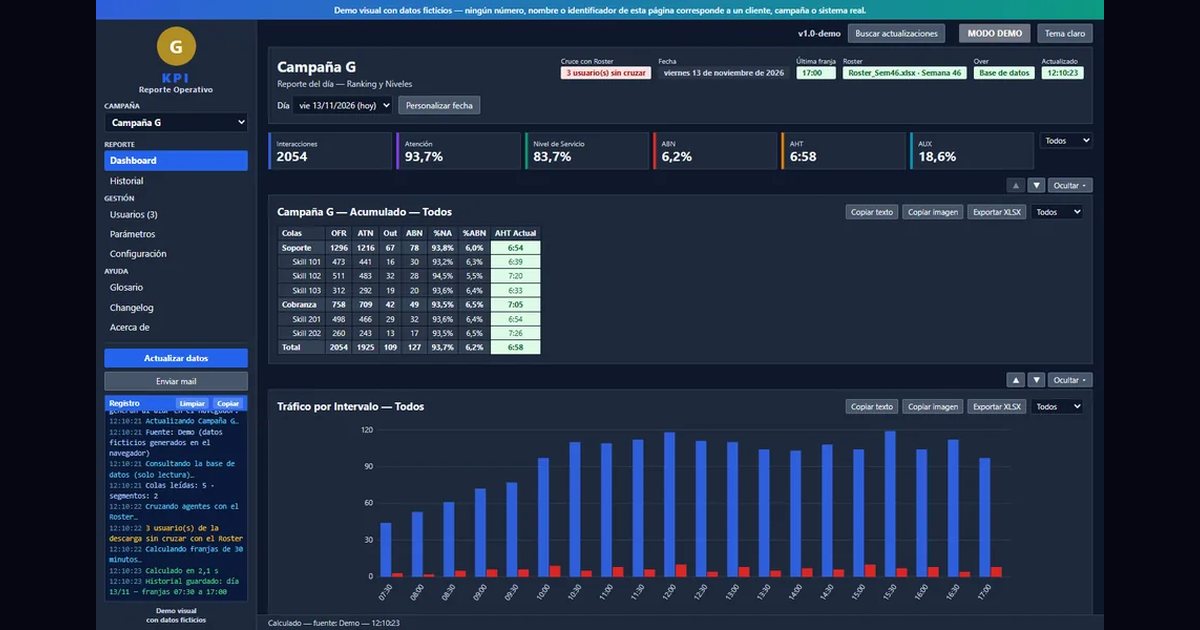 Demo visual con datos ficticios — ningún número, nombre o identificador de esta página corresponde a un cliente, campaña o sistema real.
G
KPI
Reporte Operativo
CAMPAÑA
Campaña G
REPORTE
Dashboard
Historial
GESTIÓN
Usuarios (3)
Parámetros
Configuración
AYUDA
Glosario
Changelog
Acerca de
Actualizar datos
Enviar mail
Registro Limpiar Copiar
12:10:21 Actualizando Campaña G…
12:10:21 Fuente: Demo (datos
ficticios generados en el
navegador)
12:10:21 Consultando la base de
datos (solo lectura)…
12:10:21 Colas leídas: 5 ·
segmentos: 2
12:10:22 Cruzando agentes con el
Roster…
12:10:22 3 usuario(s) de la
descarga sin cruzar con el Roster
12:10:22 Calculando franjas de 30
minutos…
12:10:23 Calculado en 2,1 s
12:10:23 Historial guardado: día
13/11 — franjas 07:30 a 17:00
Demo visual
con datos ficticios
v1.0-demo Buscar actualizaciones MODO DEMO Tema claro
Campaña G
Reporte del día — Ranking y Niveles
Cruce con Roster Fecha Última franja Roster Over Actualizado
3 usuario(s) sin cruzar viernes 13 de noviembre de 2026 17:00 Roster_Sem46.xlsx · Semana 46 Base de datos 12:10:23
Día vie 13/11/2026 (hoy) Personalizar fecha
Interacciones Atención Nivel de Servicio ABN AHT AUX Todos
2054 93,7% 83,7% 6,2% 6:58 18,6%
▲ ▼ Ocultar
Campaña G — Acumulado — Todos Copiar texto Copiar imagen Exportar XLSX Todos
Colas OFR ATN Out ABN %NA %ABN AHT Actual
Soporte 1296 1216 67 78 93,8% 6,0% 6:54
Skill 101 473 441 16 30 93,2% 6,3% 6:39
Skill 102 511 483 32 28 94,5% 5,5% 7:20
Skill 103 312 292 19 20 93,6% 6,4% 6:33
Cobranza 758 709 42 49 93,5% 6,5% 7:05
Skill 201 498 466 29 32 93,6% 6,4% 6:54
Skill 202 260 243 13 17 93,5% 6,5% 7:26
Total 2054 1925 109 127 93,7% 6,2% 6:58
▲ ▼ Ocultar
Tráfico por Intervalo — Todos Copiar texto Copiar imagen Exportar XLSX Todos
120
90
60
30
0
07:30 08:00 08:30 09:00 09:30 10:00 10:30 11:00 11:30 12:00 12:30 13:00 13:30 14:00 14:30 15:00 15:30 16:00 16:30 17:00
Calculado — fuente: Demo — 12:10:23